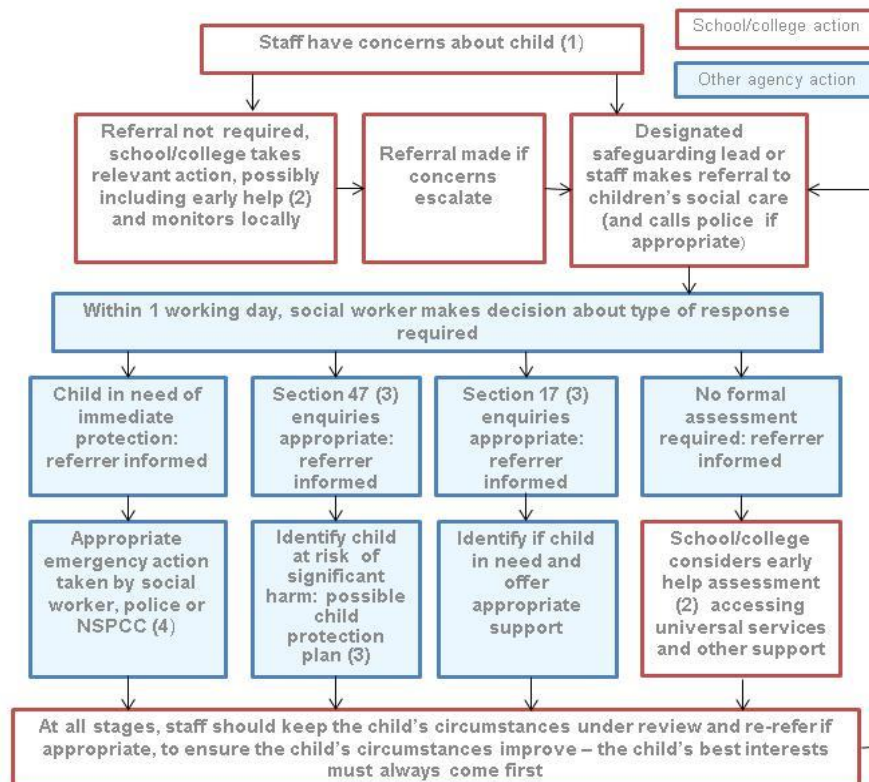 Staff have concerns about child (1)
School/college action
Other agency action
Referral not required,
school/college takes
relevant action, possibly
including early help (2)
and monitors locally
Referral made if
concerns
escalate
Designated
safeguarding lead or
staff makes referral to
children's social care
(and calls police if
appropriate)
Within 1 working day, social worker makes decision about type of response
required
Child in need of
immediate
protection:
referrer informed
Section 47 (3)
enquiries
appropriate:
referrer
informed
Section 17 (3)
enquiries
appropriate:
referrer
informed
No formal
assessment
required: referrer
informed
Appropriate
emergency action
taken by social
worker, police or
NSPCC (4)
Identify child
at risk of
significant
harm: possible
child
protection
plan (3)
Identify if child
in need and
offer
appropriate
support
School/college
considers early
help assessment
(2) accessing
universal services
and other support
At all stages, staff should keep the child's circumstances under review and re-refer if
appropriate, to ensure the child's circumstances improve – the child's best interests
must always come first